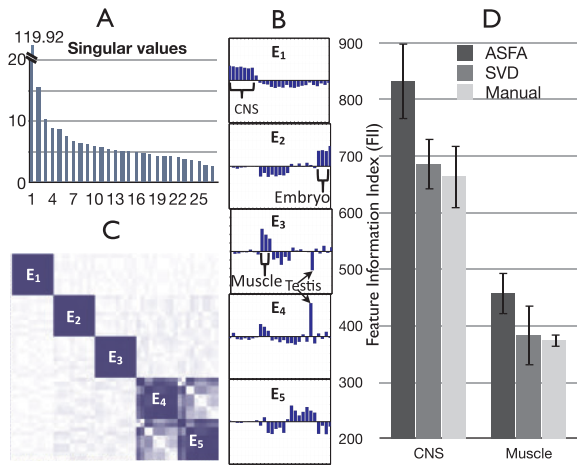 A
119.92
Singular values
20
10
0
1 4 7 10 13 16 19 22 25
C
E1
E2
E3
E4
E5
B
E1
CNS
E2
Embryo
E3
Muscle
Testis
E4
E5
D
ASFA
SVD
Manual
Feature Information Index (FII)
900
800
700
600
500
400
300
200
CNS Muscle